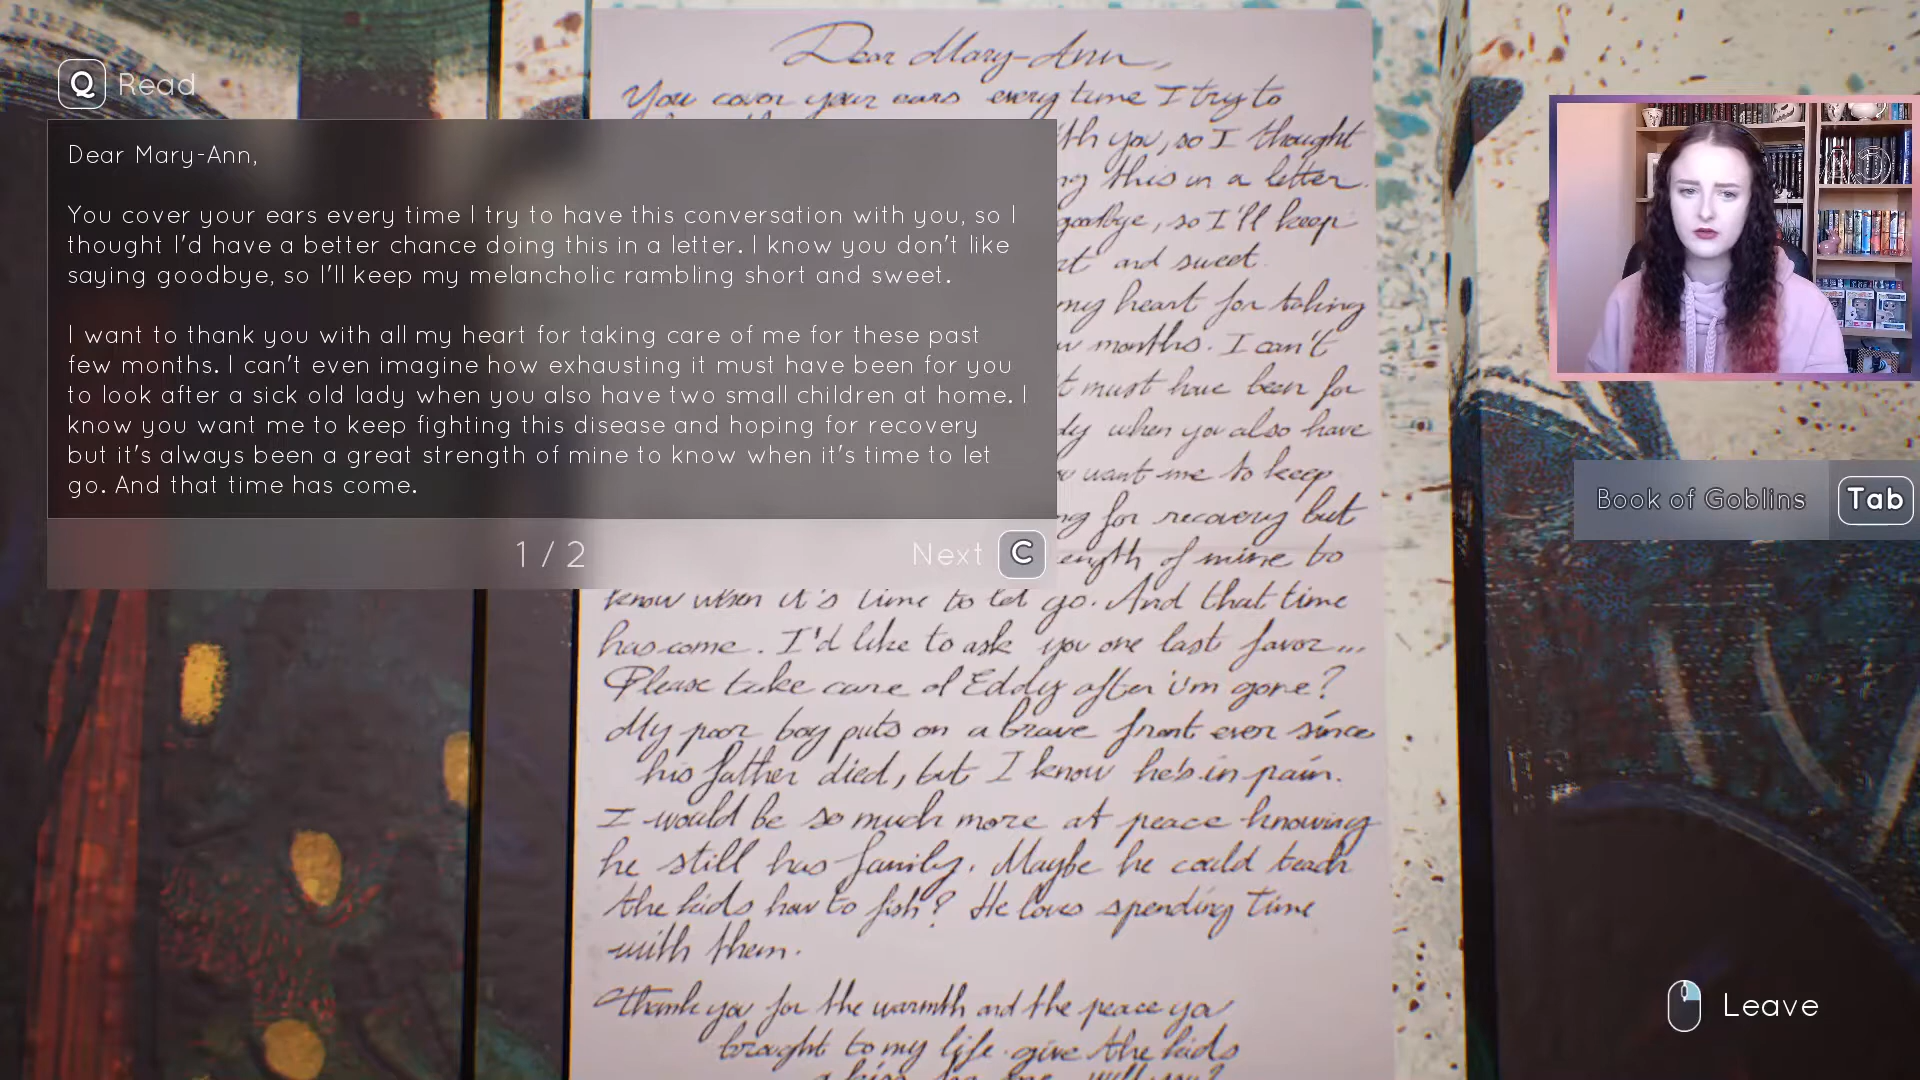 Dear Mary-Ann,
You cover your ears every time I try to
Q Read
Dear Mary-Ann,
You cover your ears every time I try to have this conversation with you, so I
thought I'd have a better chance doing this in a letter. I know you don't like
saying goodbye, so I'll keep my melancholic rambling short and sweet.
I want to thank you with all my heart for taking care of me for these past
few months. I can't even imagine how exhausting it must have been for you
to look after a sick old lady when you also have two small children at home. I
know you want me to keep fighting this disease and hoping for recovery
but it's always been a great strength of mine to know when it's time to let
go. And that time has come.
1 / 2
Next C
th you, so I thought
ng this in a letter.
goodbye, so I'll keep
and sweet.
my heart for taking
months. I can't
t must have been for
dy when you also have
want me to keep
ng for recovery but
ength of mine to
know when it's time to let go. And that time
has come. I'd like to ask you one last favor...
Please take care of Eddy after i'm gone?
My poor boy puts on a brave front ever since
his father died, but I know he's in pain.
I would be so much more at peace knowing
he still has family. Maybe he could teach
the kids how to fish? He loves spending time
with them.
Thank you for the warmth and the peace you
brought to my life. give the kids
a kiss for me, will you?
Book of Goblins Tab
Leave